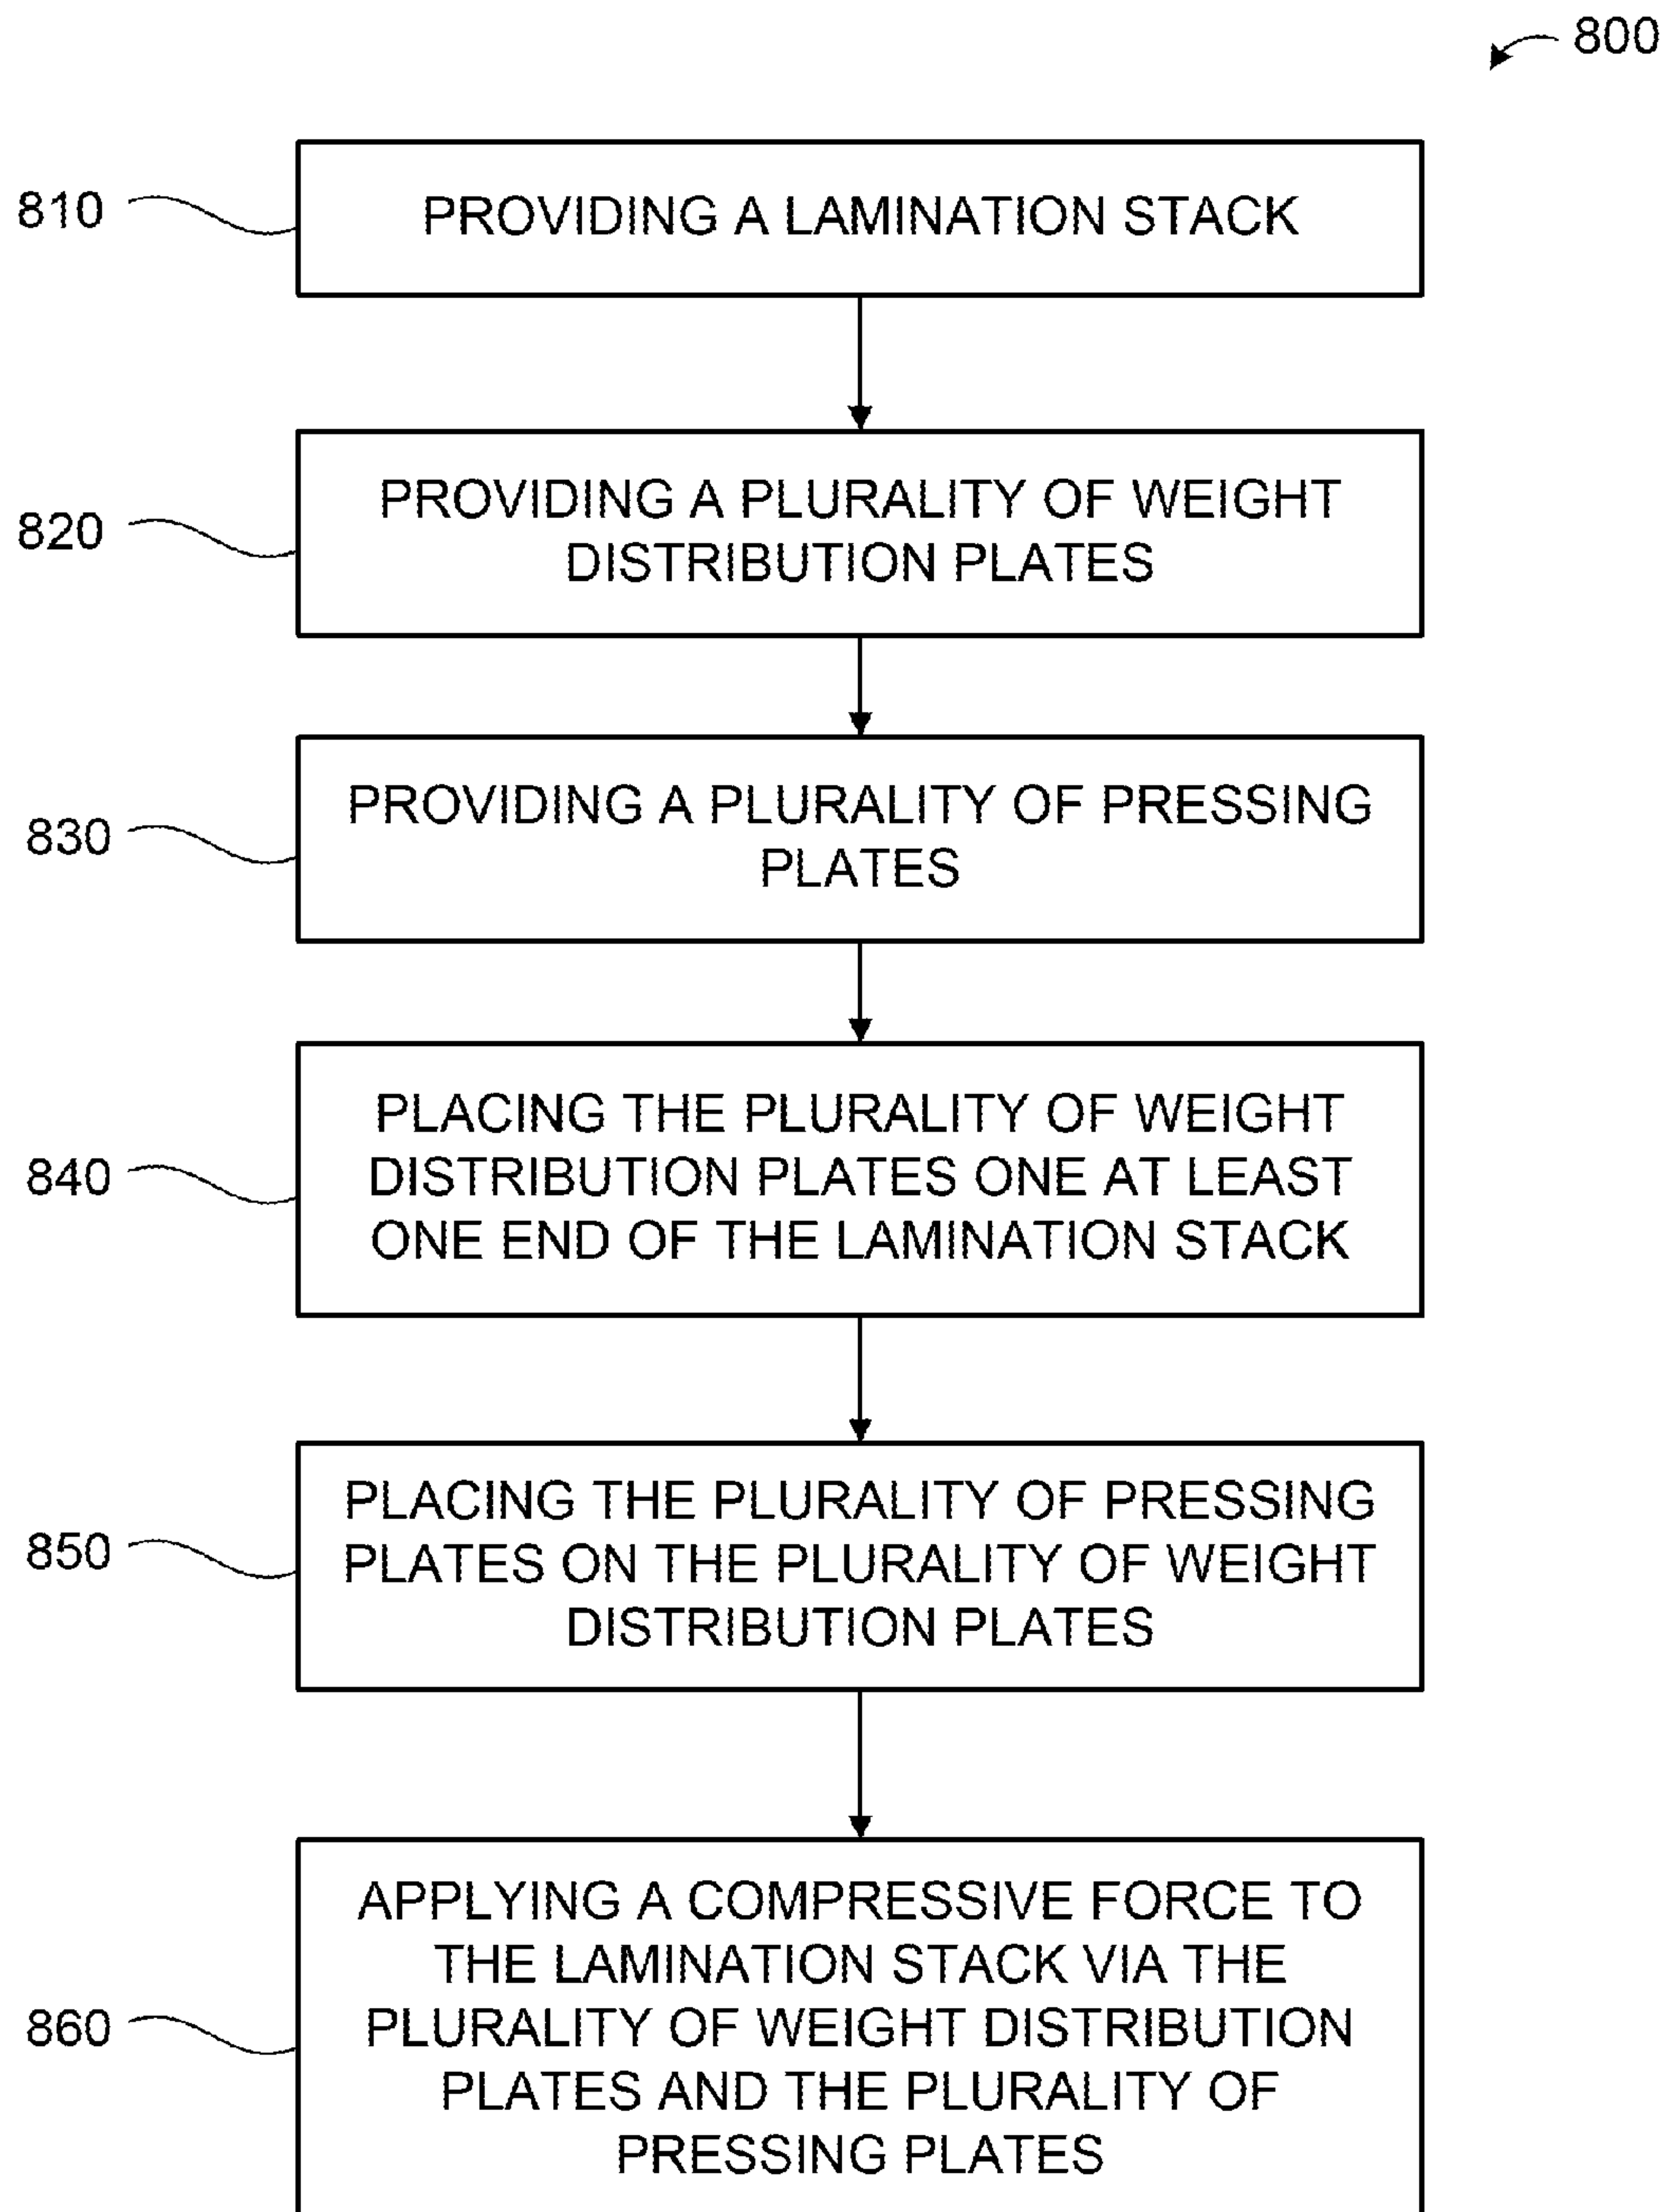 800
810
PROVIDING A LAMINATION STACK
820
PROVIDING A PLURALITY OF WEIGHT
DISTRIBUTION PLATES
830
PROVIDING A PLURALITY OF PRESSING
PLATES
840
PLACING THE PLURALITY OF WEIGHT
DISTRIBUTION PLATES ONE AT LEAST
ONE END OF THE LAMINATION STACK
850
PLACING THE PLURALITY OF PRESSING
PLATES ON THE PLURALITY OF WEIGHT
DISTRIBUTION PLATES
860
APPLYING A COMPRESSIVE FORCE TO
THE LAMINATION STACK VIA THE
PLURALITY OF WEIGHT DISTRIBUTION
PLATES AND THE PLURALITY OF
PRESSING PLATES